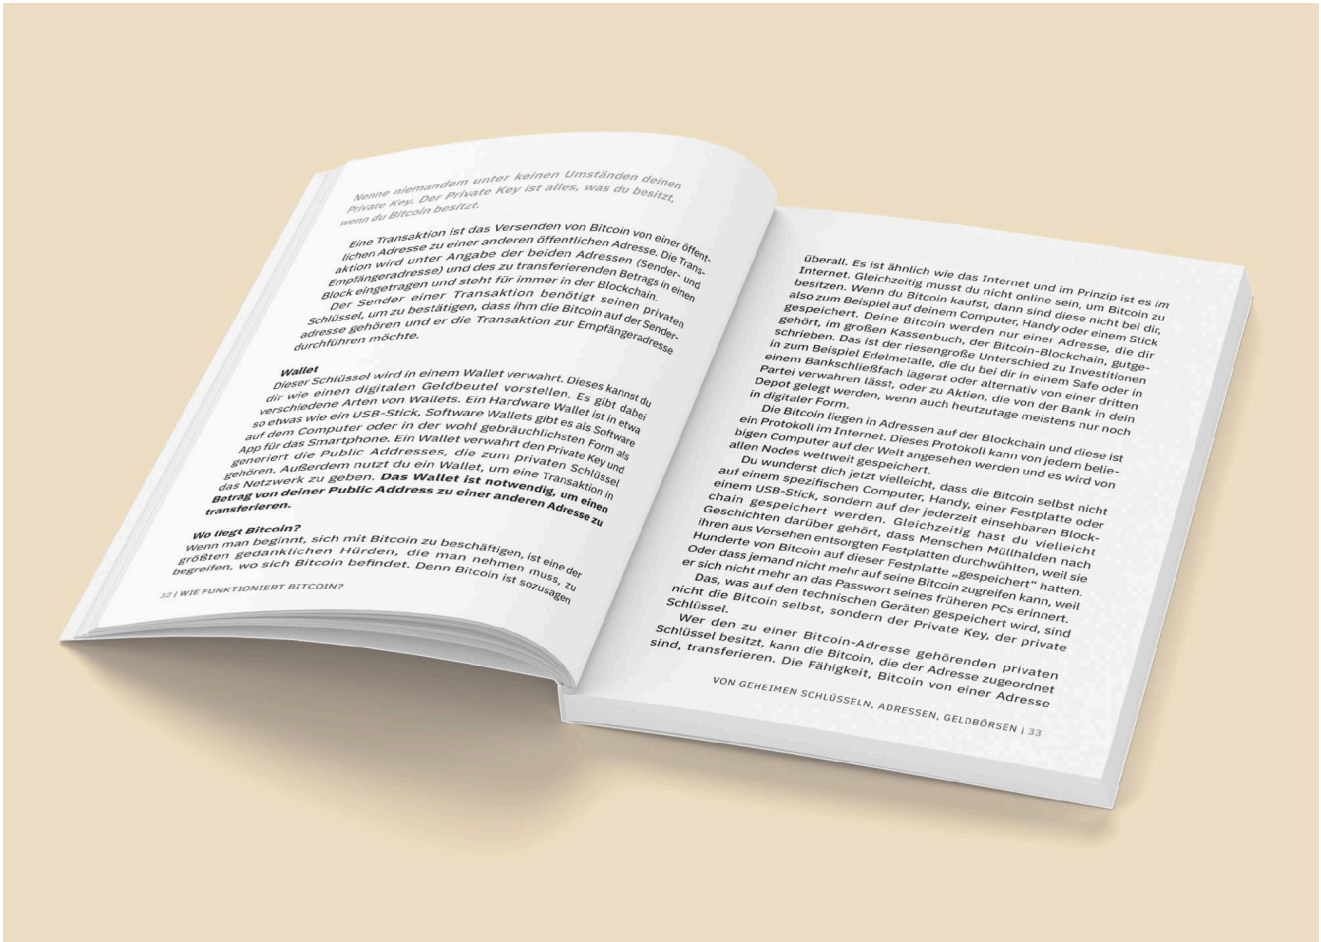 Nenne niemandem unter keinen Umständen deinen
Private Key. Der Private Key ist alles, was du besitzt,
wenn du Bitcoin besitzt.
Eine Transaktion ist das Versenden von Bitcoin von einer öffent-
lichen Adresse zu einer anderen öffentlichen Adresse. Die Trans-
aktion wird unter Angabe der beiden Adressen (Sender- und
Empfängeradresse) und des zu transferierenden Betrags in einen
Block eingetragen und steht für immer in der Blockchain.
Der Sender einer Transaktion benötigt seinen privaten
Schlüssel, um zu bestätigen, dass ihm die Bitcoin auf der Sender-
adresse gehören und er die Transaktion zur Empfängeradresse
durchführen möchte.
Wallet
Dieser Schlüssel wird in einem Wallet verwahrt. Dieses kannst du
dir wie einen digitalen Geldbeutel vorstellen. Es gibt dabei
verschiedene Arten von Wallets. Ein Hardware Wallet ist in etwa
so etwas wie ein USB-Stick. Software Wallets gibt es als Software
auf dem Computer oder in der wohl gebräuchlichsten Form als
App für das Smartphone. Ein Wallet verwahrt den Private Key und
generiert die Public Addresses, die zum privaten Schlüssel
gehören. Außerdem nutzt du ein Wallet, um eine Transaktion in
das Netzwerk zu geben. Das Wallet ist notwendig, um einen
Betrag von deiner Public Address zu einer anderen Adresse zu
transferieren.
Wo liegt Bitcoin?
Wenn man beginnt, sich mit Bitcoin zu beschäftigen, ist eine der
größten gedanklichen Hürden, die man nehmen muss, zu
begreifen, wo sich Bitcoin befindet. Denn Bitcoin ist sozusagen
32 | WIE FUNKTIONIERT BITCOIN?
überall. Es ist ähnlich wie das Internet und im Prinzip ist es im
Internet. Gleichzeitig musst du nicht online sein, um Bitcoin zu
besitzen. Wenn du Bitcoin kaufst, dann sind diese nicht bei dir,
also zum Beispiel auf deinem Computer, Handy oder einem Stick
gespeichert. Deine Bitcoin werden nur einer Adresse, die dir
gehört, im großen Kassenbuch, der Bitcoin-Blockchain, gutge-
schrieben. Das ist der riesengroße Unterschied zu Investitionen
in zum Beispiel Edelmetalle, die du bei dir in einem Safe oder in
einem Bankschließfach lagerst oder alternativ von einer dritten
Partei verwahren lässt, oder zu Aktien, die von der Bank in dein
Depot gelegt werden, wenn auch heutzutage meistens nur noch
in digitaler Form.
Die Bitcoin liegen in Adressen auf der Blockchain und diese ist
ein Protokoll im Internet. Dieses Protokoll kann von jedem belie-
bigen Computer auf der Welt angesehen werden und es wird von
allen Nodes weltweit gespeichert.
Du wunderst dich jetzt vielleicht, dass die Bitcoin selbst nicht
auf einem spezifischen Computer, Handy, einer Festplatte oder
einem USB-Stick, sondern auf der jederzeit einsehbaren Block-
chain gespeichert werden. Gleichzeitig hast du vielleicht
Geschichten darüber gehört, dass Menschen Müllhalden nach
ihren aus Versehen entsorgten Festplatten durchwühlten, weil sie
Hunderte von Bitcoin auf dieser Festplatte „gespeichert“ hatten.
Oder dass jemand nicht mehr auf seine Bitcoin zugreifen kann, weil
er sich nicht mehr an das Passwort seines früheren PCs erinnert.
Das, was auf den technischen Geräten gespeichert wird, sind
nicht die Bitcoin selbst, sondern der Private Key, der private
Schlüssel.
Wer den zu einer Bitcoin-Adresse gehörenden privaten
Schlüssel besitzt, kann die Bitcoin, die der Adresse zugeordnet
sind, transferieren. Die Fähigkeit, Bitcoin von einer Adresse
VON GEHEIMEN SCHLÜSSELN, ADRESSEN, GELDBÖRSEN | 33